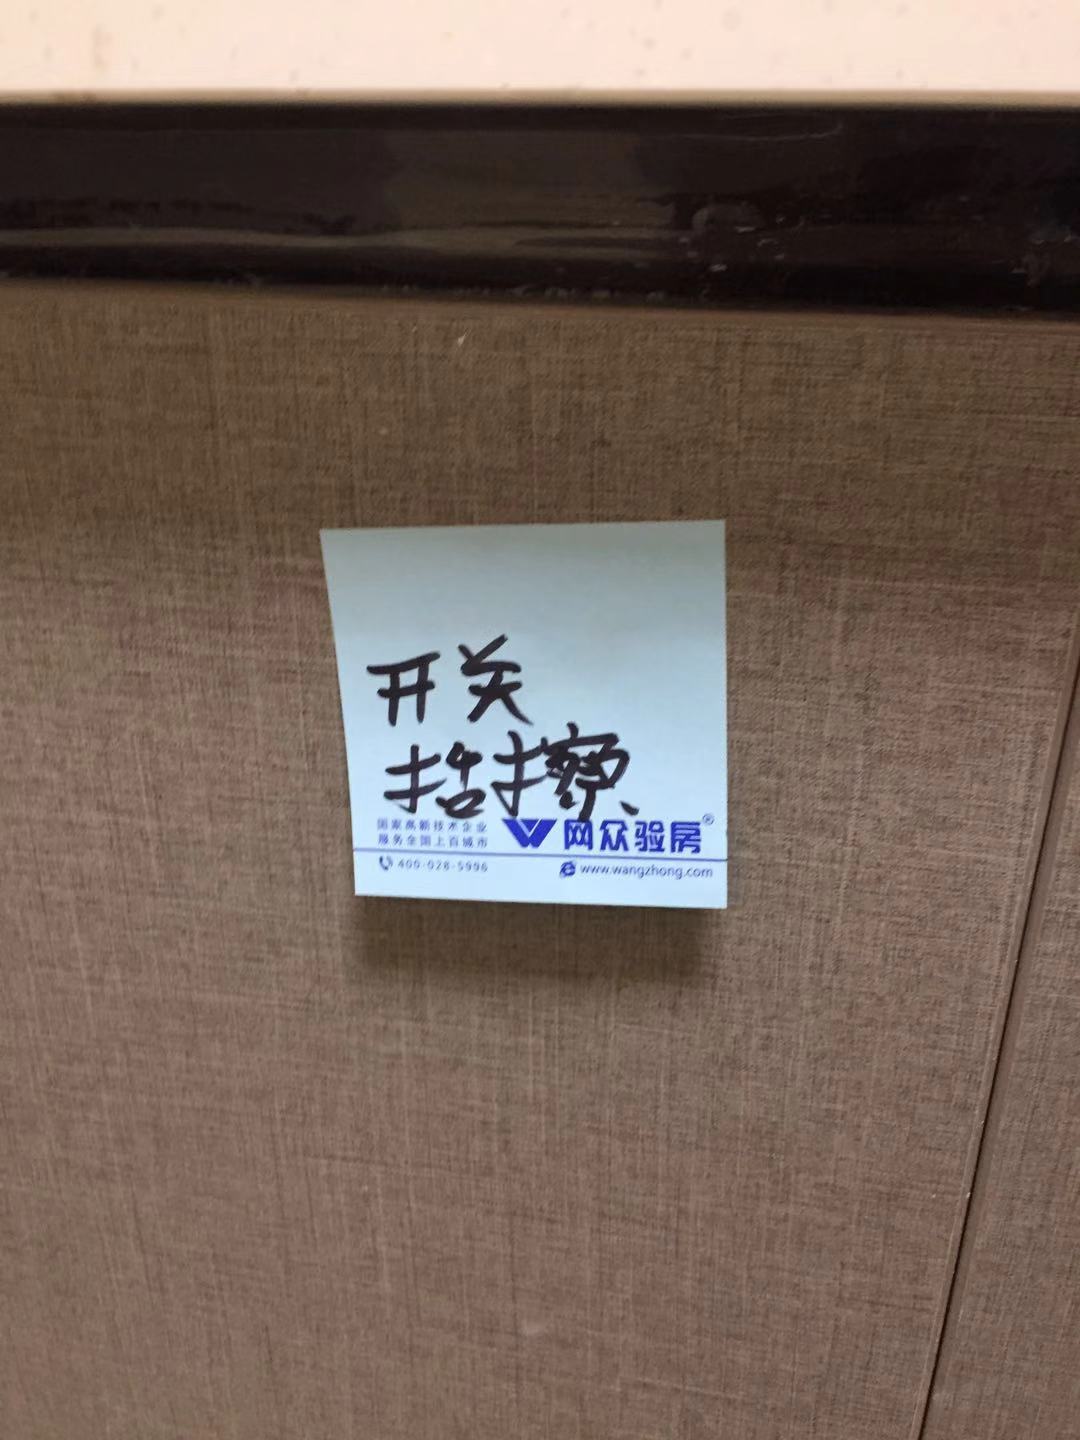 开关
括擦、
国家高新技术企业
服务全国上百城市
网众验房®
400-028-5996
www.wangzhong.com